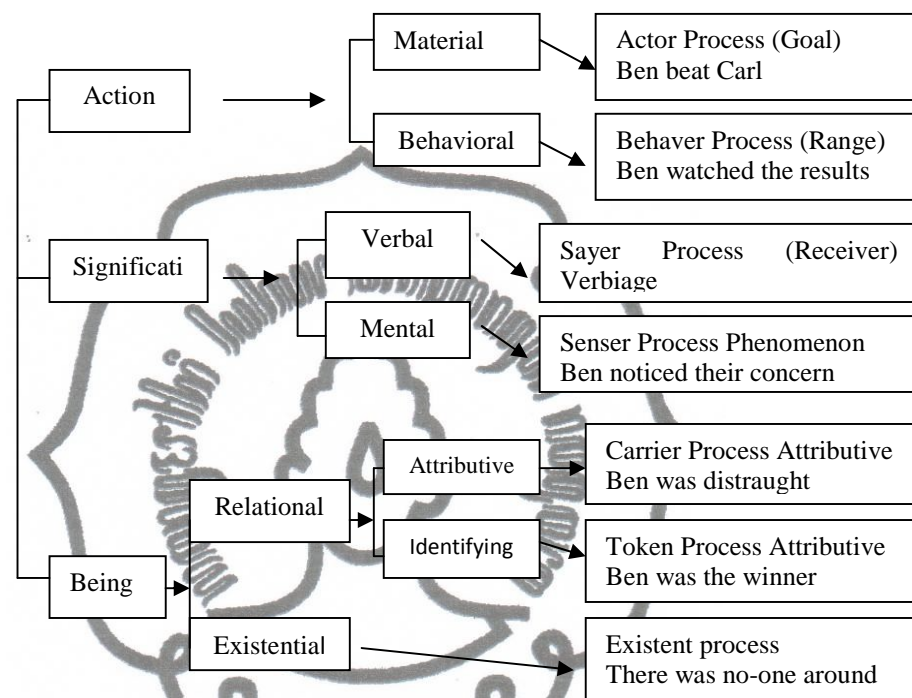 Material
Actor Process (Goal)
Ben beat Carl
Action
Behavioral
Behaver Process (Range)
Ben watched the results
Verbal
Sayer Process (Receiver)
Verbiage
Significati
Mental
Senser Process Phenomenon
Ben noticed their concern
Attributive
Carrier Process Attributive
Ben was distraught
Relational
Identifying
Token Process Attributive
Ben was the winner
Being
Existential
Existent process
There was no-one around